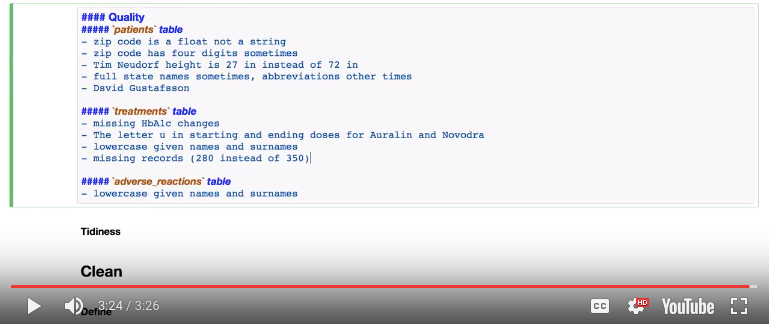 #### Quality
##### `patients` table
- zip code is a float not a string
- zip code has four digits sometimes
- Tim Neudorf height is 27 in instead of 72 in
- full state names sometimes, abbreviations other times
- Dsvid Gustafsson

##### `treatments` table
- missing HbA1c changes
- The letter u in starting and ending doses for Auralin and Novodra
- lowercase given names and surnames
- missing records (280 instead of 350)

##### `adverse_reactions` table
- lowercase given names and surnames

Tidiness
Clean
3:24 / 3:26
CC
HD
YouTube
Define